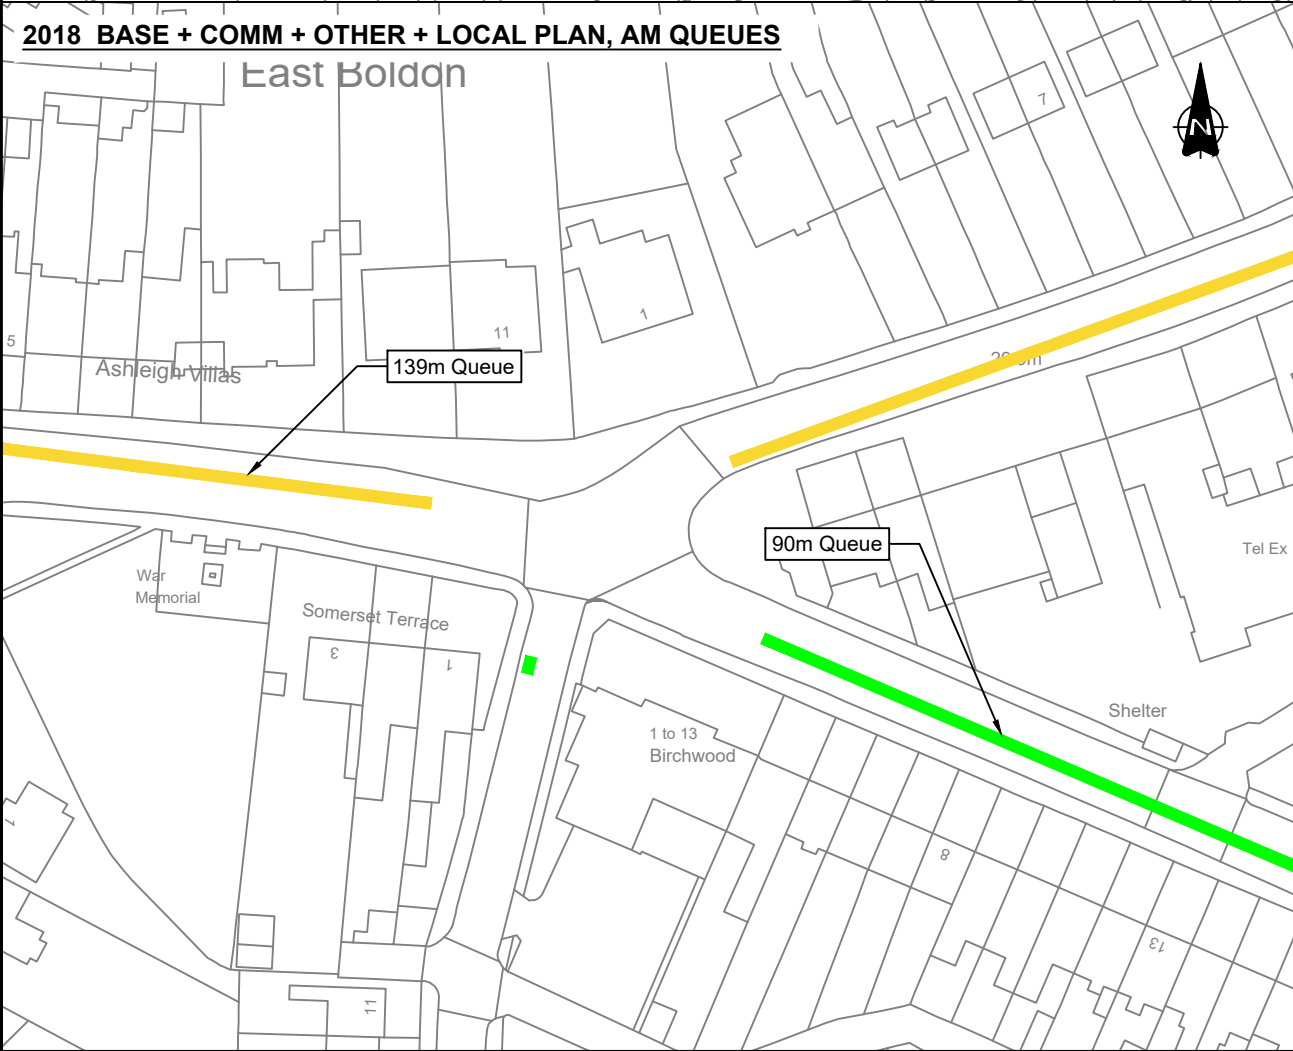 2018 BASE + COMM + OTHER + LOCAL PLAN, AM QUEUES
East Boldon
N
7
1
11
5
Ashleigh Villas
139m Queue
90m Queue
Tel Ex
War
Memorial
Somerset Terrace
3
1
Shelter
1 to 13
Birchwood
8
13
11